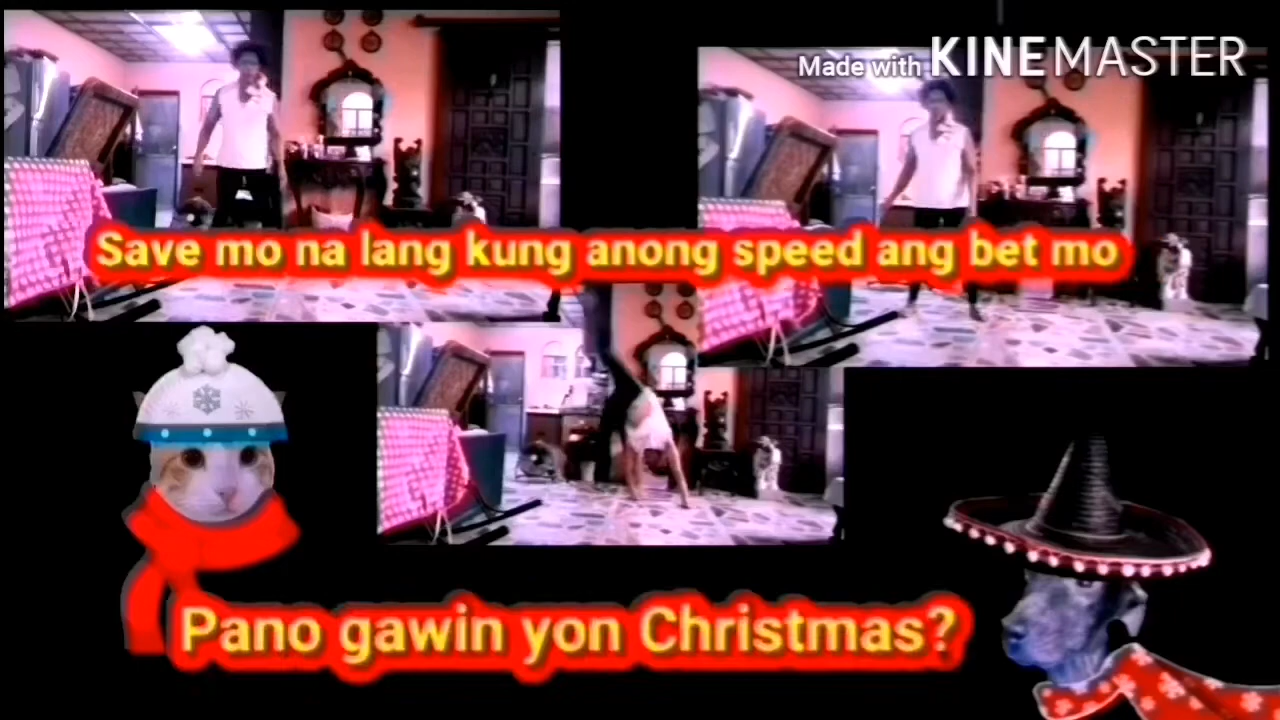 Made with KINEMASTER
Save mo na lang kung anong speed ang bet mo
Pano gawin yon Christmas?